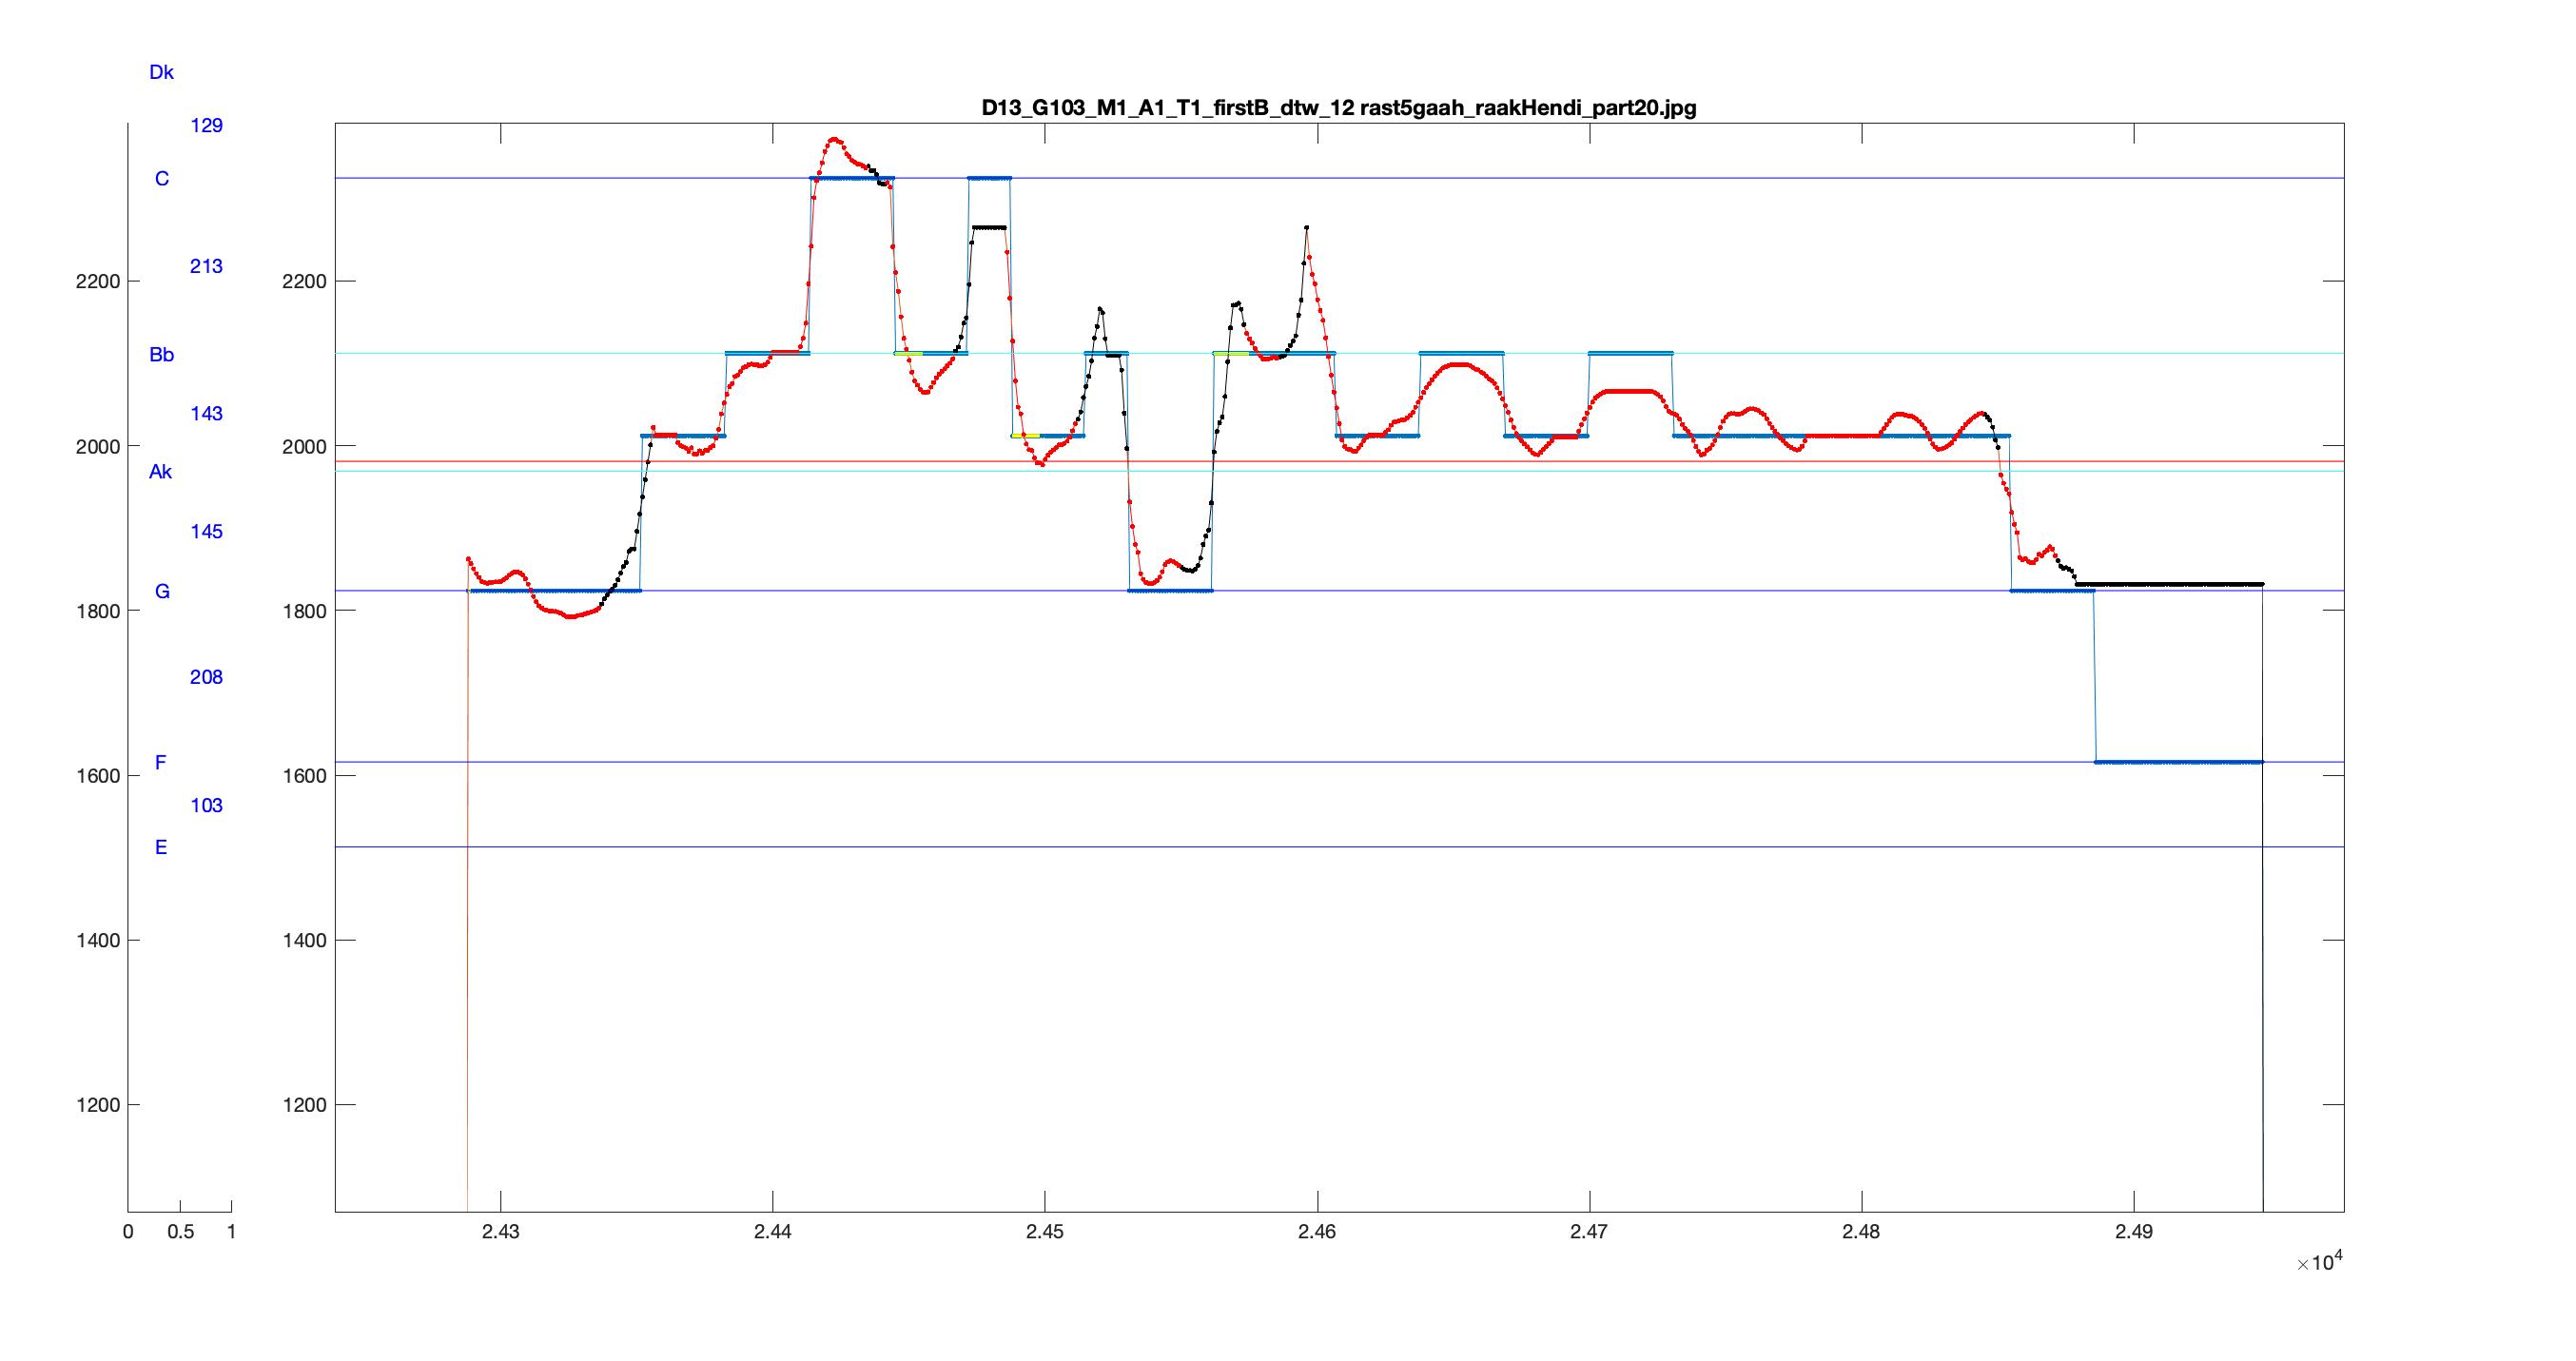 D13_G103_M1_A1_T1_firstB_dtw_12 rast5gaah_raakHendi_part20.jpg
Dk
129
C
213
Bb
143
Ak
145
G
208
F
103
E
2200
2000
1800
1600
1400
1200
0 0.5 1
2200
2000
1800
1600
1400
1200
2.43 2.44 2.45 2.46 2.47 2.48 2.49
×10^4